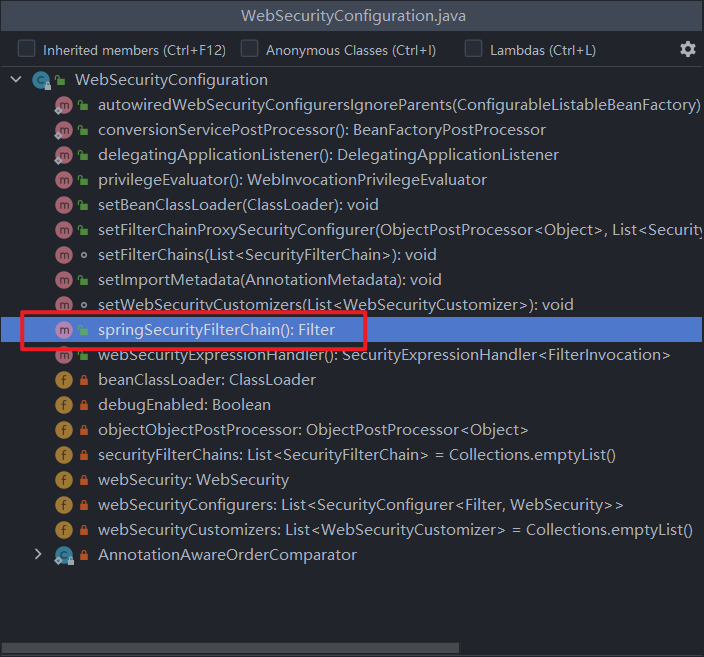 WebSecurityConfiguration.java
Inherited members (Ctrl+F12) Anonymous Classes (Ctrl+I) Lambdas (Ctrl+L)
WebSecurityConfiguration
autowiredWebSecurityConfigurersIgnoreParents(ConfigurableListableBeanFactory)
conversionServicePostProcessor(): BeanFactoryPostProcessor
delegatingApplicationListener(): DelegatingApplicationListener
privilegeEvaluator(): WebInvocationPrivilegeEvaluator
setBeanClassLoader(ClassLoader): void
setFilterChainProxySecurityConfigurer(ObjectPostProcessor<Object>, List<Security
setFilterChains(List<SecurityFilterChain>): void
setImportMetadata(AnnotationMetadata): void
setWebSecurityCustomizers(List<WebSecurityCustomizer>): void
springSecurityFilterChain(): Filter
webSecurityExpressionHandler(): SecurityExpressionHandler<FilterInvocation>
beanClassLoader: ClassLoader
debugEnabled: Boolean
objectObjectPostProcessor: ObjectPostProcessor<Object>
securityFilterChains: List<SecurityFilterChain> = Collections.emptyList()
webSecurity: WebSecurity
webSecurityConfigurers: List<SecurityConfigurer<Filter, WebSecurity>>
webSecurityCustomizers: List<WebSecurityCustomizer> = Collections.emptyList()
AnnotationAwareOrderComparator